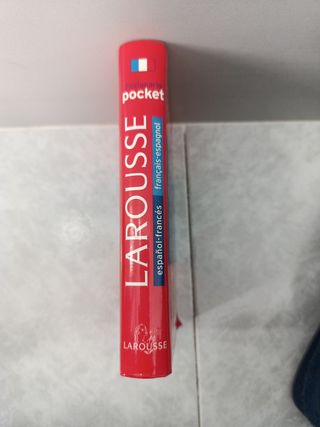 pocket
LAROUSSE
français-espagnol
español-francés
LAROUSSE